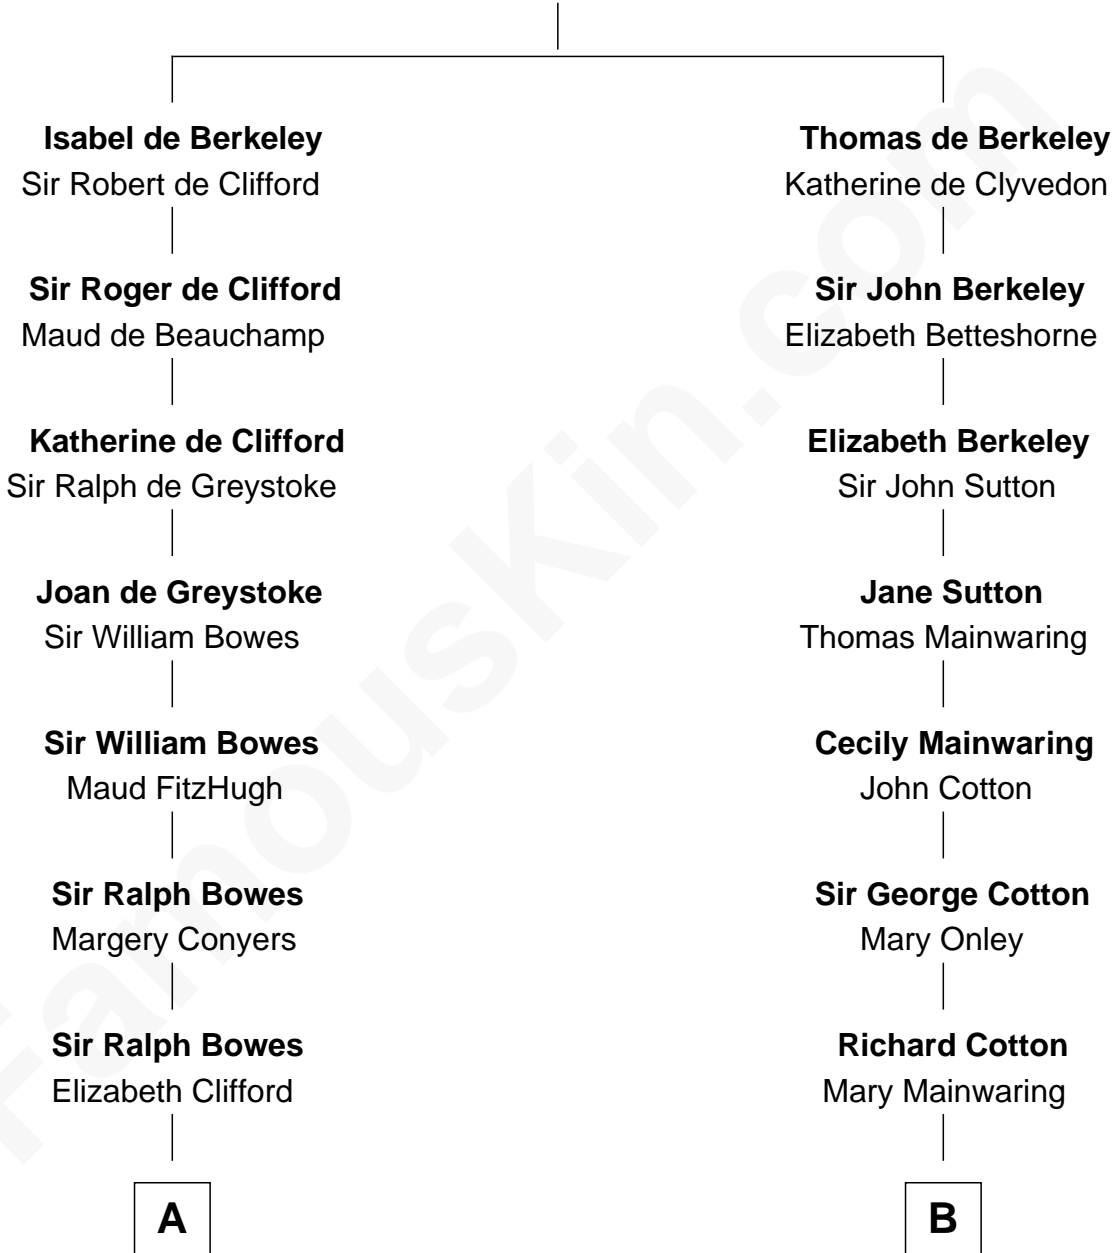 Isabel de Berkeley
Sir Robert de Clifford
Sir Roger de Clifford
Maud de Beauchamp
Katherine de Clifford
Sir Ralph de Greystoke
Joan de Greystoke
Sir William Bowes
Sir William Bowes
Maud FitzHugh
Sir Ralph Bowes
Margery Conyers
Sir Ralph Bowes
Elizabeth Clifford
A
Thomas de Berkeley
Katherine de Clyvedon
Sir John Berkeley
Elizabeth Betteshorne
Elizabeth Berkeley
Sir John Sutton
Jane Sutton
Thomas Mainwaring
Cecily Mainwaring
John Cotton
Sir George Cotton
Mary Onley
Richard Cotton
Mary Mainwaring
B
FamousKin.com